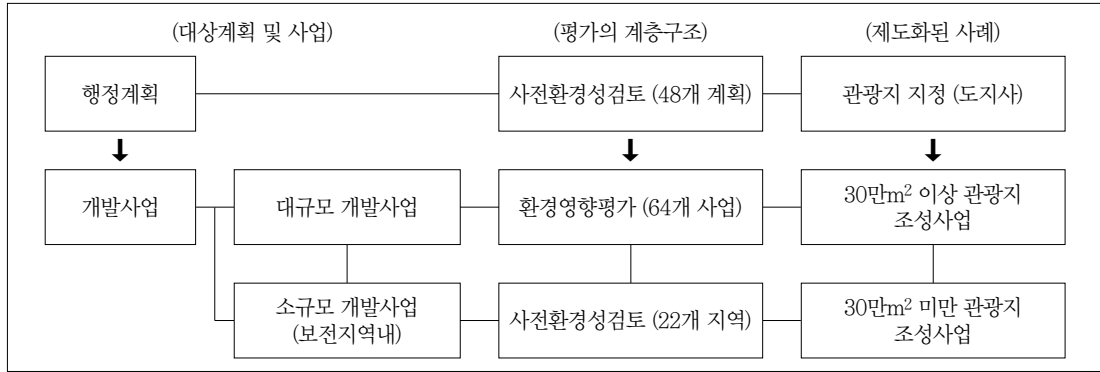 (대상계획 및 사업) (평가의 계층구조) (제도화된 사례)
행정계획 사전환경성검토 (48개 계획) 관광지 지정 (도지사)
개발사업 대규모 개발사업 환경영향평가 (64개 사업) 30만m² 이상 관광지
조성사업
소규모 개발사업
(보전지역내)
사전환경성검토 (22개 지역)
30만m² 미만 관광지
조성사업